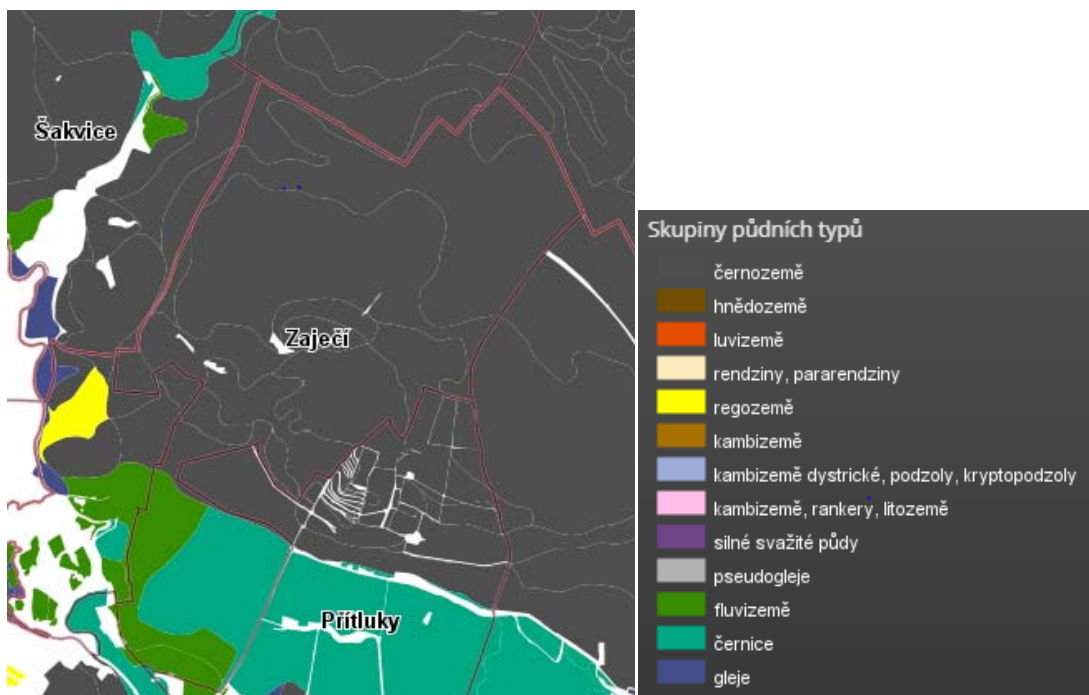 Šakvice
Zaječí
Přítluky
Skupiny půdních typů
černozemě
hnědozemě
luvizemě
rendziny, pararendziny
regozemě
kambizemě
kambizemě dystrické, podzoly, kryptopodzoly
kambizemě, rankery, litozemě
silné svažité půdy
pseudogleje
fluvizemě
černice
gleje